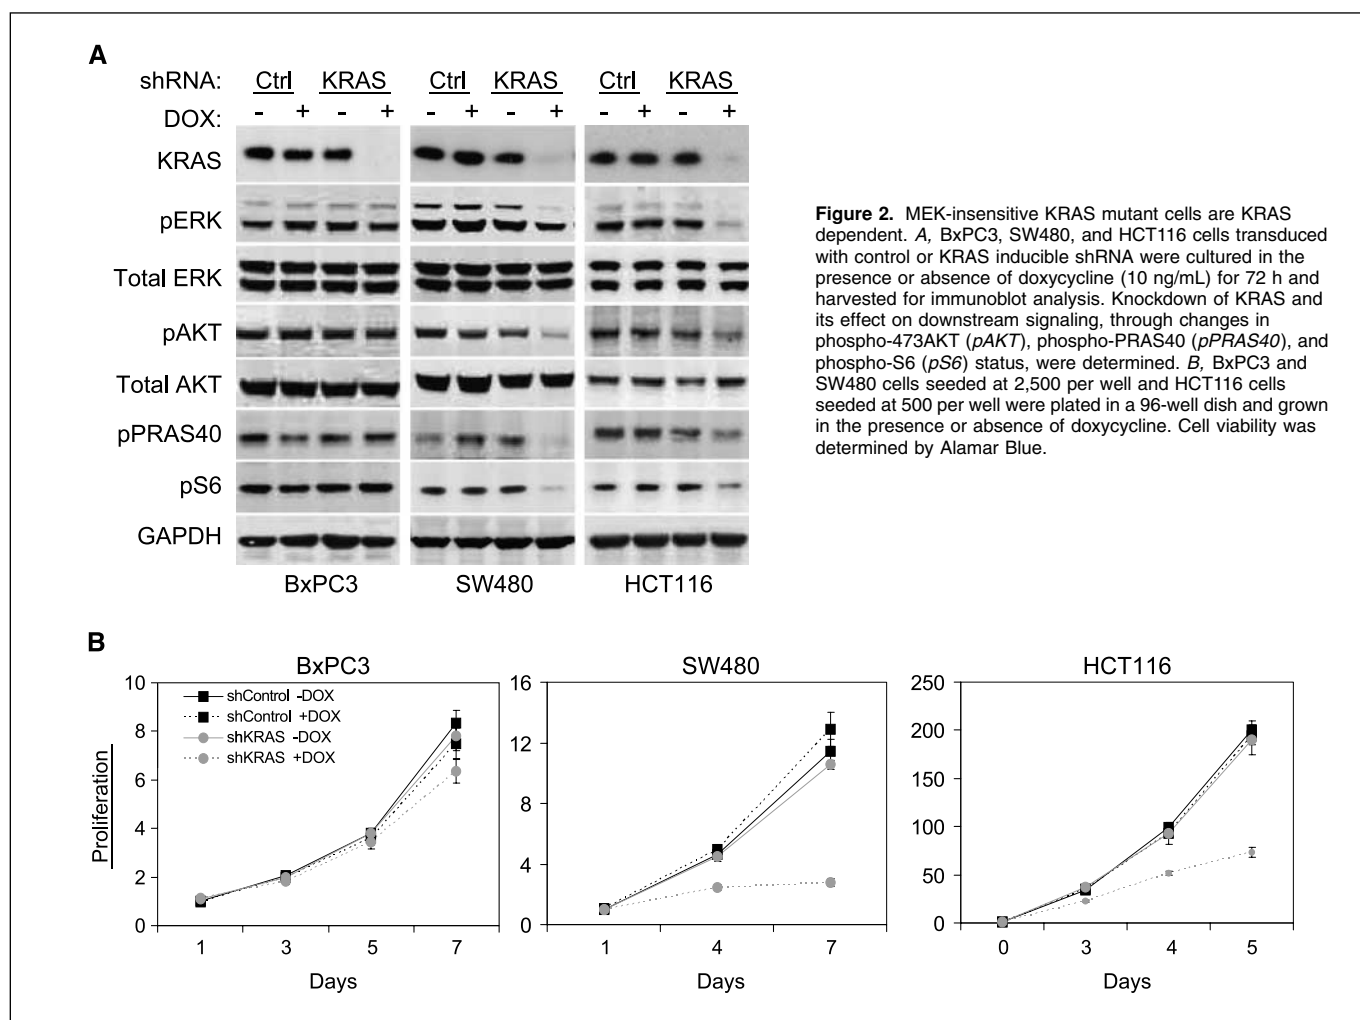 A
shRNA: Ctrl KRAS Ctrl KRAS Ctrl KRAS
DOX: - + - + - + - + - + - +
KRAS
pERK
Total ERK
pAKT
Total AKT
pPRAS40
pS6
GAPDH
BxPC3 SW480 HCT116
Figure 2. MEK-insensitive KRAS mutant cells are KRAS
dependent. A, BxPC3, SW480, and HCT116 cells transduced
with control or KRAS inducible shRNA were cultured in the
presence or absence of doxycycline (10 ng/mL) for 72 h and
harvested for immunoblot analysis. Knockdown of KRAS and
its effect on downstream signaling, through changes in
phospho-473AKT (pAKT), phospho-PRAS40 (pPRAS40), and
phospho-S6 (pS6) status, were determined. B, BxPC3 and
SW480 cells seeded at 2,500 per well and HCT116 cells
seeded at 500 per well were plated in a 96-well dish and grown
in the presence or absence of doxycycline. Cell viability was
determined by Alamar Blue.
B
BxPC3
Proliferation
10
8
6
4
2
0
shControl -DOX
shControl +DOX
shKRAS -DOX
shKRAS +DOX
1 3 5 7
Days
SW480
16
12
8
4
0
1 4 7
Days
HCT116
250
200
150
100
50
0
0 3 4 5
Days